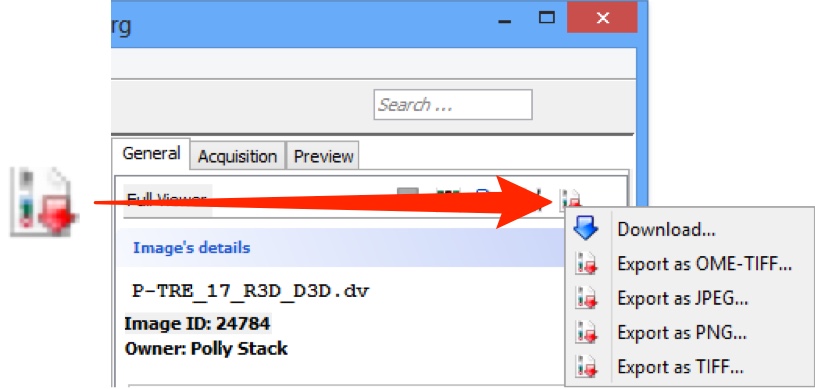 rg
Search ...
General Acquisition Preview
Full Viewer
Image's details
P-TRE_17_R3D_D3D.dv
Image ID: 24784
Owner: Polly Stack
Download...
Export as OME-TIFF...
Export as JPEG...
Export as PNG...
Export as TIFF...